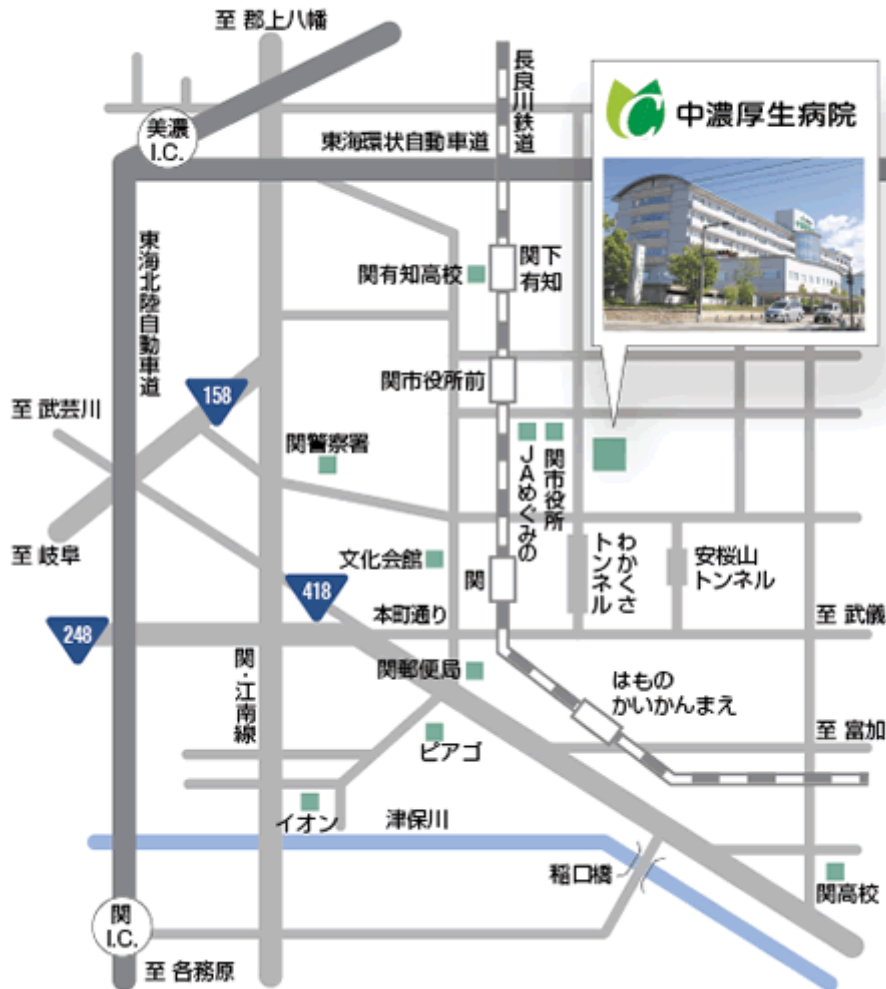 至 郡上八幡
長良川鉄道
中濃厚生病院
美濃
I.C.
東海環状自動車道
東海北陸自動車道
関有知高校
関下
有知
関市役所前
158
至 武芸川
関警察署
JAめぐみの
関市役所
至 岐阜
文化会館
関
わかくさ
トンネル
安桜山
トンネル
418
本町通り
至 武儀
248
関・江南線
関郵便局
はもの
かいかんまえ
至 富加
ピアゴ
イオン
津保川
稲口橋
関高校
関
I.C.
至 各務原